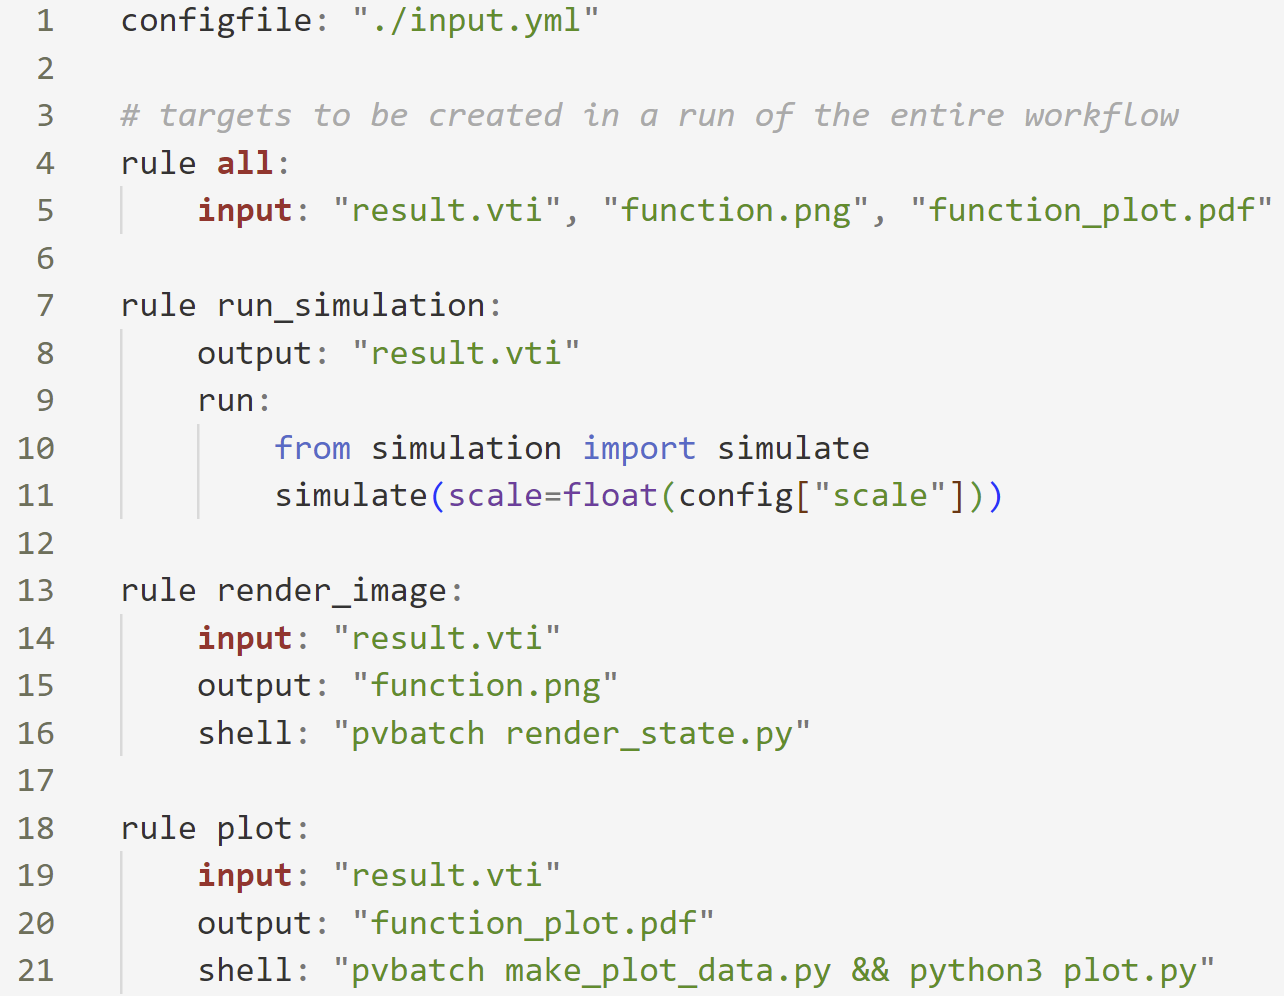 1 configfile: "./input.yml"
2
3 # targets to be created in a run of the entire workflow
4 rule all:
5     input: "result.vti", "function.png", "function_plot.pdf"
6
7 rule run_simulation:
8     output: "result.vti"
9     run:
10         from simulation import simulate
11         simulate(scale=float(config["scale"]))
12
13 rule render_image:
14     input: "result.vti"
15     output: "function.png"
16     shell: "pvbatch render_state.py"
17
18 rule plot:
19     input: "result.vti"
20     output: "function_plot.pdf"
21     shell: "pvbatch make_plot_data.py && python3 plot.py"